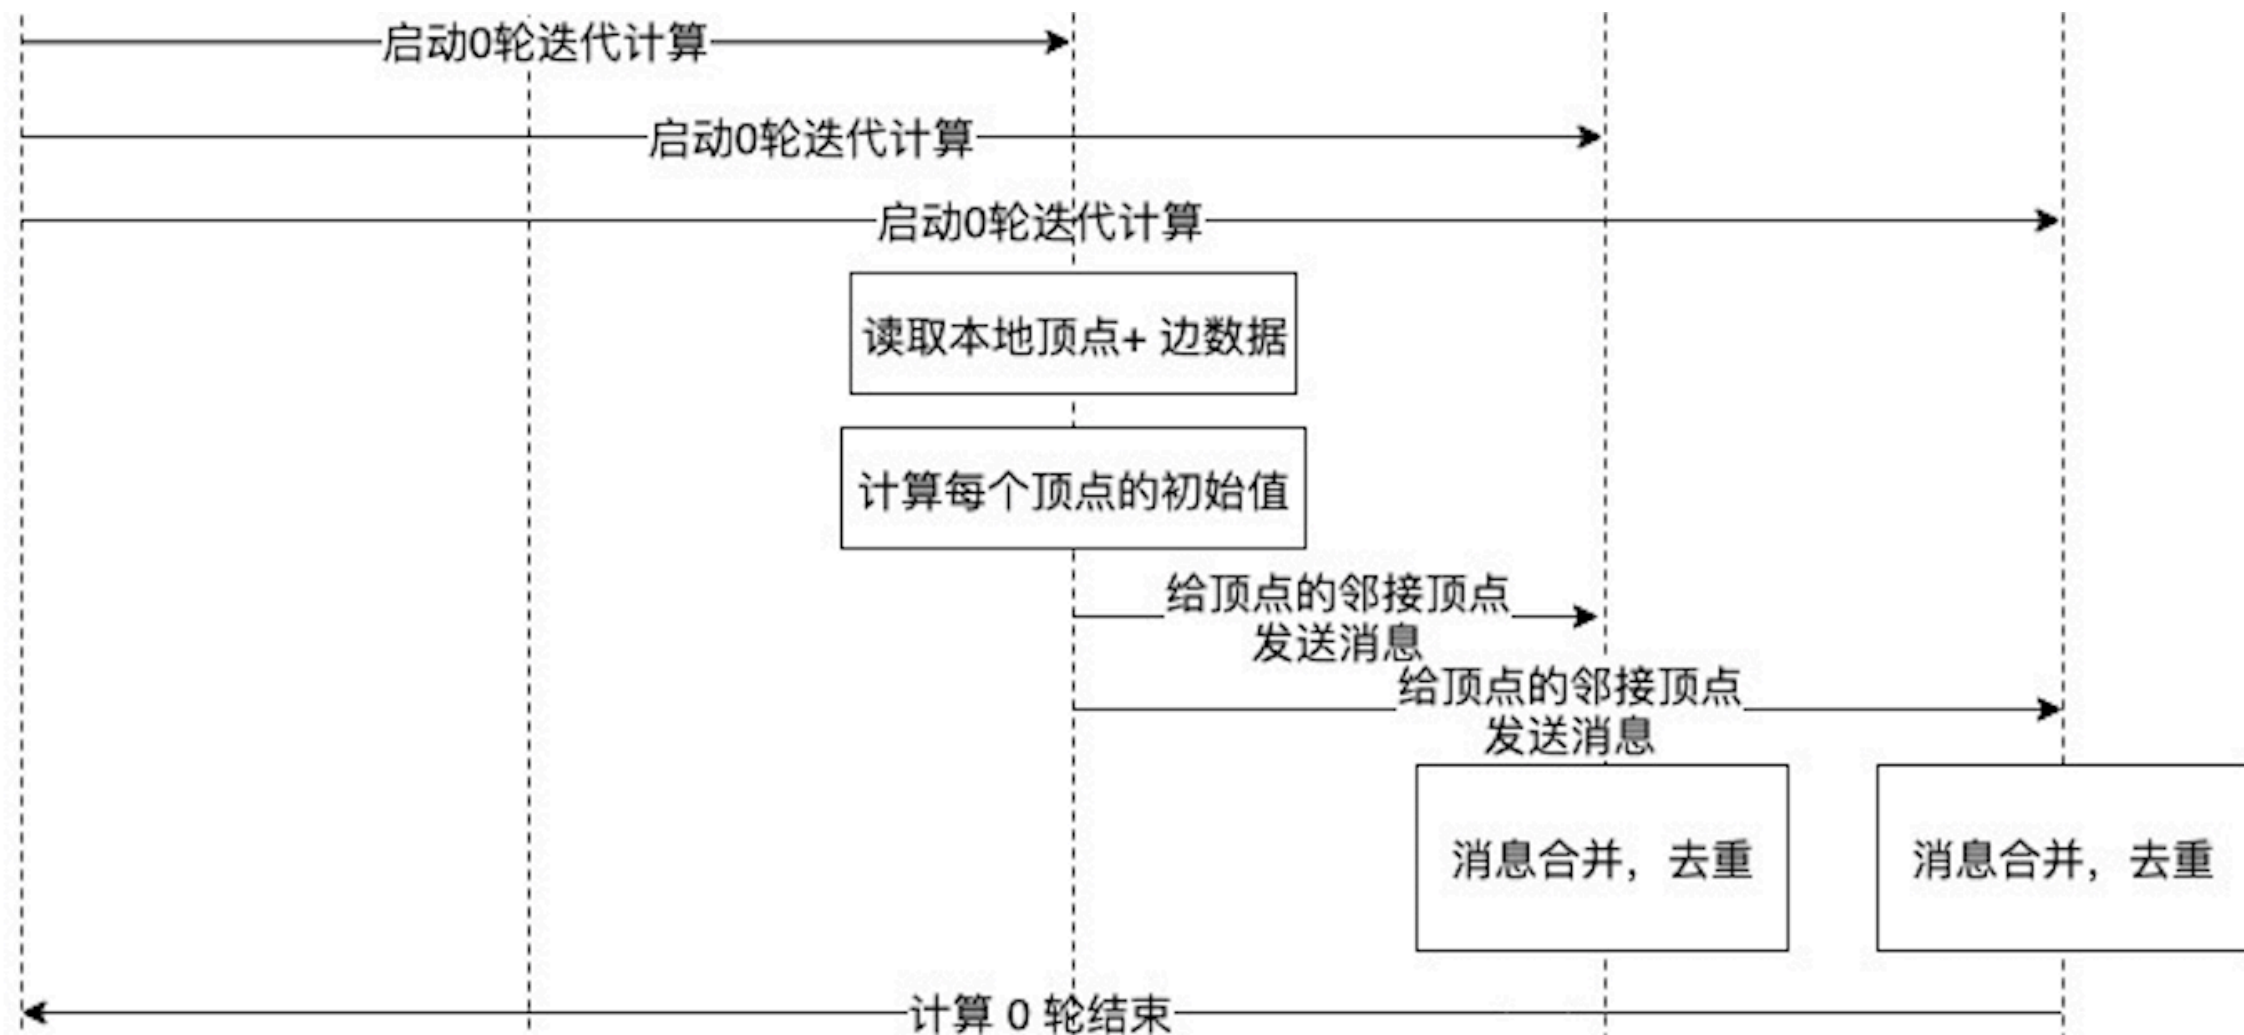 启动0轮迭代计算
启动0轮迭代计算
启动0轮迭代计算
读取本地顶点+ 边数据
计算每个顶点的初始值
给顶点的邻接顶点
发送消息
给顶点的邻接顶点
发送消息
消息合并，去重
消息合并，去重
计算 0 轮结束